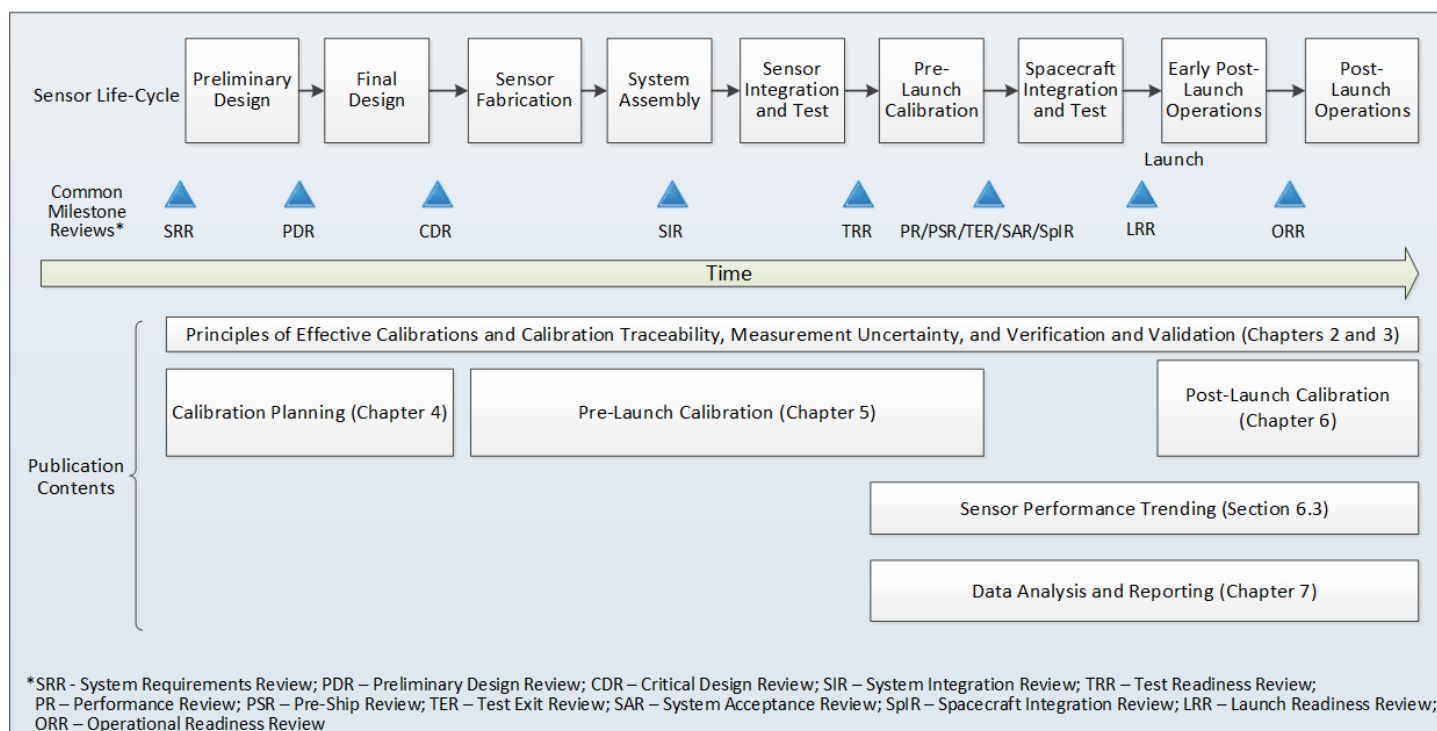 Sensor Life-Cycle
Preliminary
Design
Final
Design
Sensor
Fabrication
System
Assembly
Sensor
Integration
and Test
Pre-
Launch
Calibration
Spacecraft
Integration
and Test
Early Post-
Launch
Operations
Post-
Launch
Operations
Launch
Common
Milestone
Reviews*
SRR
PDR
CDR
SIR
TRR
PR/PSR/TER/SAR/SpIR
LRR
ORR
Time
Publication
Contents
Principles of Effective Calibrations and Calibration Traceability, Measurement Uncertainty, and Verification and Validation (Chapters 2 and 3)
Calibration Planning (Chapter 4)
Pre-Launch Calibration (Chapter 5)
Post-Launch Calibration
(Chapter 6)
Sensor Performance Trending (Section 6.3)
Data Analysis and Reporting (Chapter 7)
*SRR - System Requirements Review; PDR – Preliminary Design Review; CDR – Critical Design Review; SIR – System Integration Review; TRR – Test Readiness Review;
PR – Performance Review; PSR – Pre-Ship Review; TER – Test Exit Review; SAR – System Acceptance Review; SpIR – Spacecraft Integration Review; LRR – Launch Readiness Review;
ORR – Operational Readiness Review